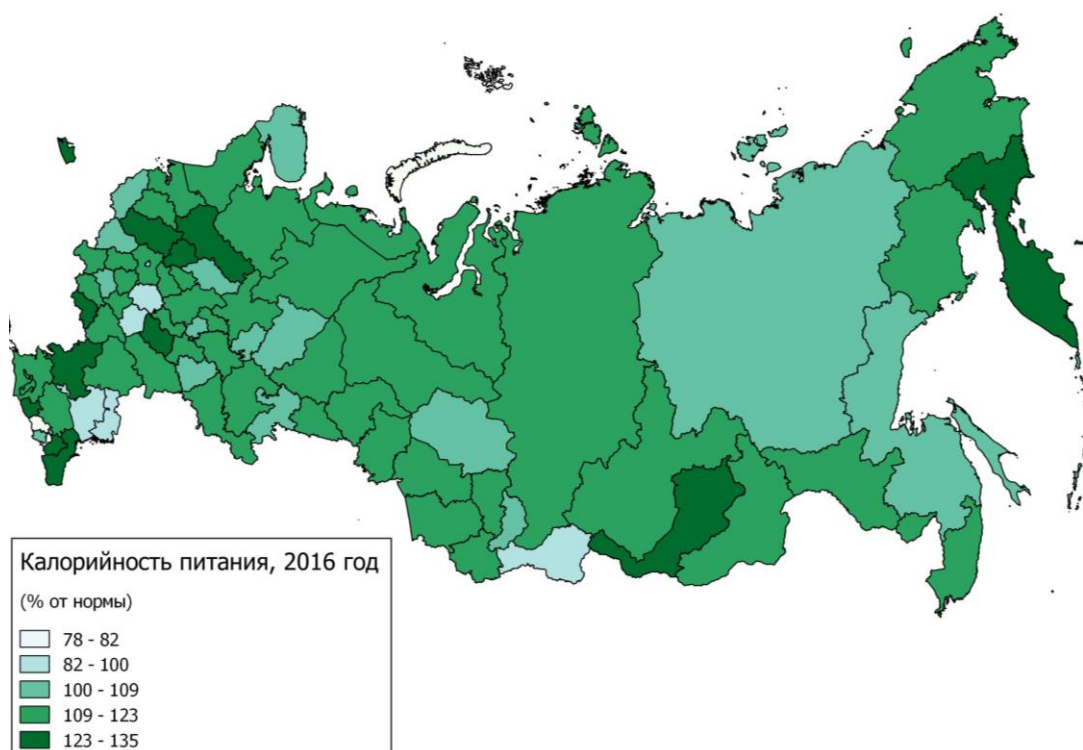 Калорийность питания, 2016 год
(% от нормы)
78 - 82
82 - 100
100 - 109
109 - 123
123 - 135